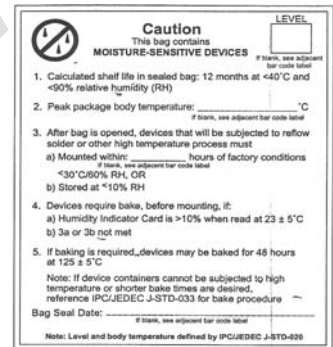 Caution
This bag contains
MOISTURE-SENSITIVE DEVICES
LEVEL
If blank, see adjacent
bar code label
1. Calculated shelf life in sealed bag: 12 months at <40°C and
<90% relative humidity (RH)
2. Peak package body temperature: ____________ °C
If blank, see adjacent bar code label
3. After bag is opened, devices that will be subjected to reflow
solder or other high temperature process must
a) Mounted within: __________ hours of factory conditions
If blank, see adjacent bar code label
<30°C/60% RH, OR
b) Stored at <10% RH
4. Devices require bake, before mounting, if:
a) Humidity Indicator Card is >10% when read at 23 ± 5°C
b) 3a or 3b not met
5. If baking is required, devices may be baked for 48 hours
at 125 ± 5°C
Note: If device containers cannot be subjected to high
temperature or shorter bake times are desired,
reference IPC/JEDEC J-STD-033 for bake procedure
Bag Seal Date: ____________________
If blank, see adjacent bar code label
Note: Level and body temperature defined by IPC/JEDEC J-STD-020